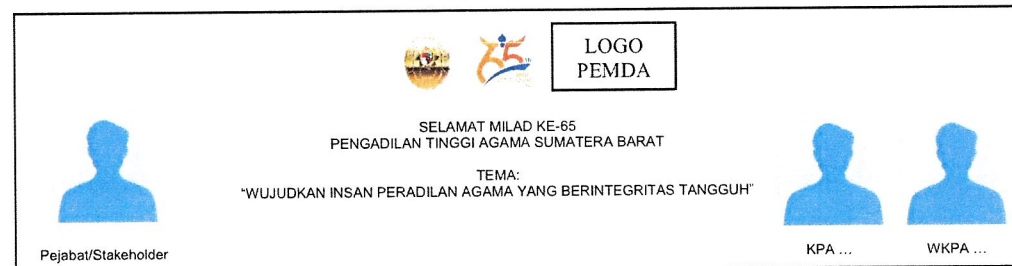 65
LOGO
PEMDA
SELAMAT MILAD KE-65
PENGADILAN TINGGI AGAMA SUMATERA BARAT
TEMA:
"WUJUDKAN INSAN PERADILAN AGAMA YANG BERINTEGRITAS TANGGUH"
Pejabat/Stakeholder
KPA ...
WKPA ...